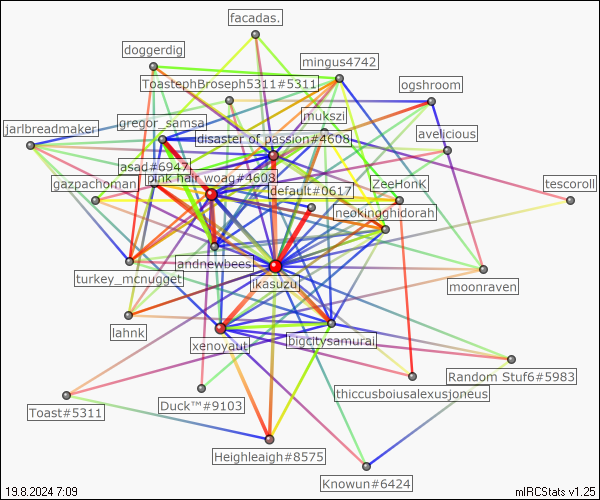 facadas.
doggerdig
mingus4742
ToastephBroseph5311#5311
ogshroom
mukszi
gregor_samsa
jarlbreadmaker
avelicious
disaster of passion#4608
asad#6947
pink hair woag#4608
gazpachoman
default#0617
ZeeHonK
tescoroll
neokingghidorah
andnewbees
turkey_mcnugget
ikasuzu
moonraven
lahnk
xenoyaut
bigcitysamurai
Random Stuf6#5983
thiccusboiusalexusjoneus
Toast#5311
Duck™#9103
Heighleaigh#8575
Knowun#6424
19.8.2024 7:09
mIRCStats v1.25